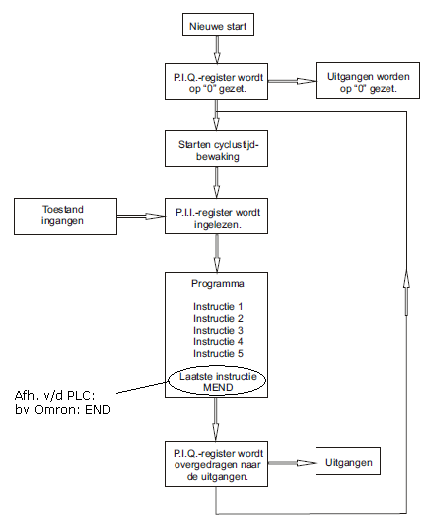 Nieuwe start
P.I.Q.-register wordt
op “0” gezet.
Uitgangen worden
op “0” gezet.
Starten cyclustijd-
bewaking
Toestand
ingangen
P.I.I.-register wordt
ingelezen.
Programma
Instructie 1
Instructie 2
Instructie 3
Instructie 4
Instructie 5
Laatste instructie
MEND
Afh. v/d PLC:
bv Omron: END
P.I.Q.-register wordt
overgedragen naar
de uitgangen.
Uitgangen